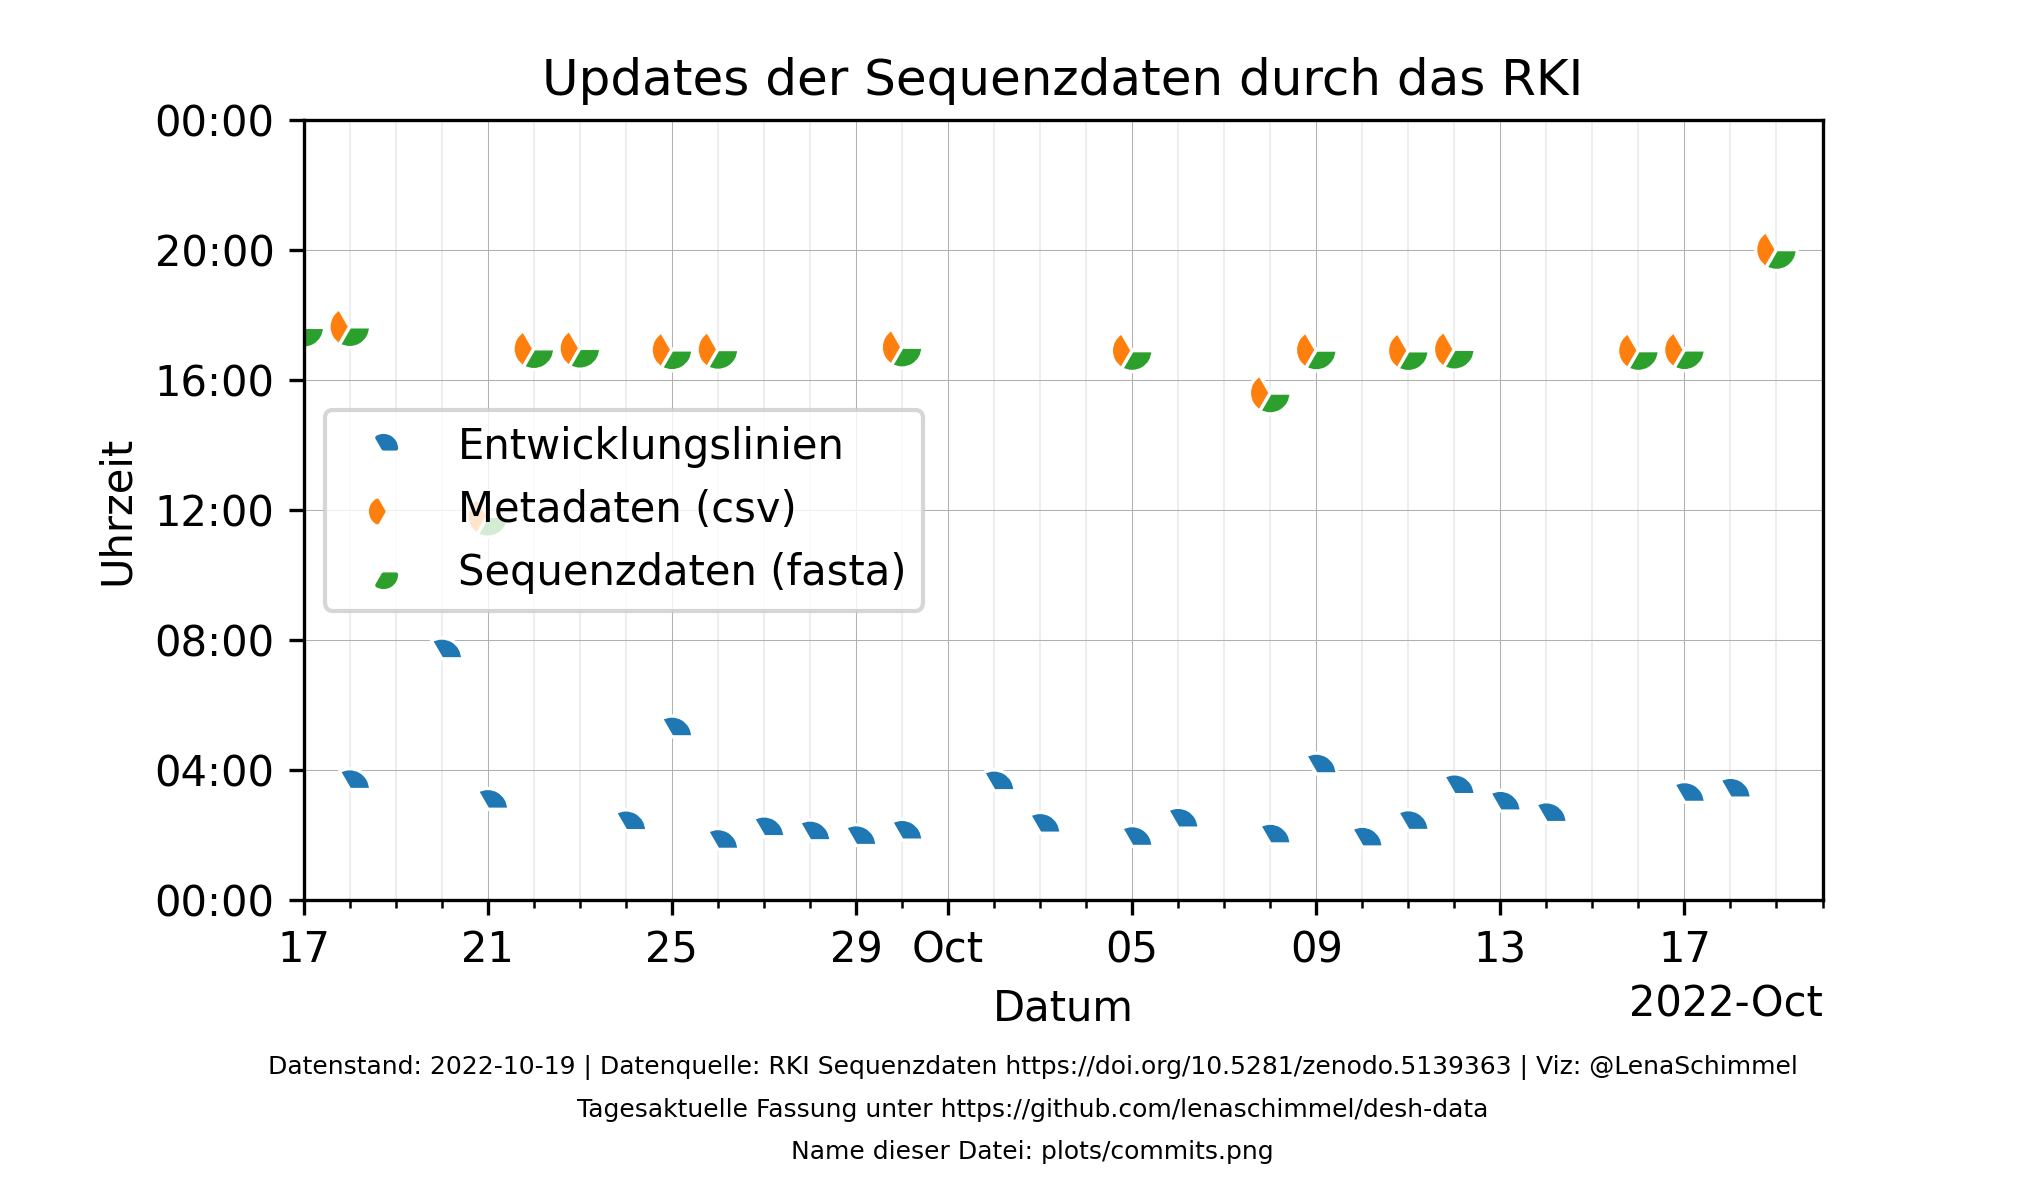 Updates der Sequenzdaten durch das RKI
00:00
20:00
16:00
12:00
08:00
04:00
00:00
Uhrzeit
Entwicklungslinien
Metadaten (csv)
Sequenzdaten (fasta)
17 21 25 29 Oct 05 09 13 17
2022-Oct
Datum
Datenstand: 2022-10-19 | Datenquelle: RKI Sequenzdaten https://doi.org/10.5281/zenodo.5139363 | Viz: @LenaSchimmel
Tagesaktuelle Fassung unter https://github.com/lenaschimmel/desh-data
Name dieser Datei: plots/commits.png